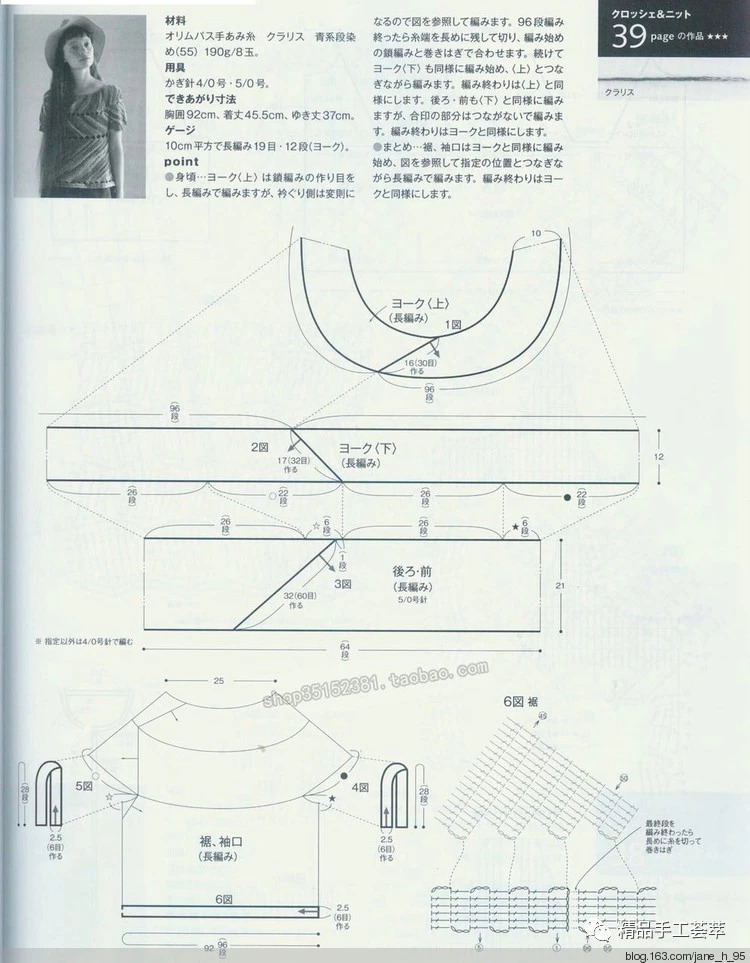 クロッシェ&ニット
39 pageの作品 ★★★
クラリス
材料
オリムパス手あみ糸　クラリス　青系段染
め(55)　190g/8玉。
用具
かぎ針4/0号・5/0号。
できあがり寸法
胸囲92cm、着丈45.5cm、ゆき丈37cm。
ゲージ
10cm平方で長編み19目・12段(ヨーク)。
point
●身頃…ヨーク〈上〉は鎖編みの作り目を
し、長編みで編みますが、衿ぐり側は変則に
なるので図を参照して編みます。96段編み
終わったら糸端を長めに残して切り、編み始め
の鎖編みと巻きはぎで合わせます。続けて
ヨーク〈下〉も同様に編み始め、〈上〉とつな
ぎながら編みます。編み終わりは〈上〉と同
様にします。後ろ・前も〈下〉と同様に編み
ますが、合印の部分はつながないで編みま
す。編み終わりはヨークと同様にします。
●まとめ…裾、袖口はヨークと同様に編み
始め、図を参照して指定の位置とつなぎな
がら長編みで編みます。編み終わりはヨー
クと同様にします。
10
ヨーク〈上〉
(長編み)
1図
16(30目)
作る
(96段)
(96段)
2図
ヨーク〈下〉
(長編み)
17(32目)
作る
12
(26段)
○(22段)
(26段)
●(22段)
(26段)
☆(6段)
(26段)
★(6段)
(1段)
3図
後ろ・前
(長編み)
5/0号針
32(60目)
作る
21
※ 指定以外は4/0号針で編む
(64段)
shop35152381.taobao.com
25
5図
○
☆
(28段)
2.5
(6目)
作る
●
4図
★
(28段)
2.5
(6目)
作る
裾、袖口
(長編み)
6図
2.5
(6目)
作る
92(96段)
6図 裾
45
50
最終段を
編み終わったら
長めに糸を切って
巻きはぎ
5
1
96
精品手工荟萃
blog.163.com/jane_h_95